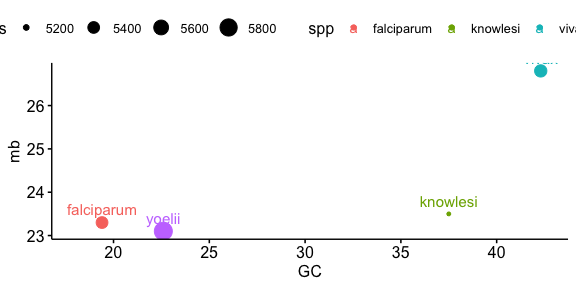 s 5200 5400 5600 5800 spp a falciparum a knowlesi a viva
26
25
24
23
mb
falciparum
yoelii
knowlesi
20 25 30 35 40
GC